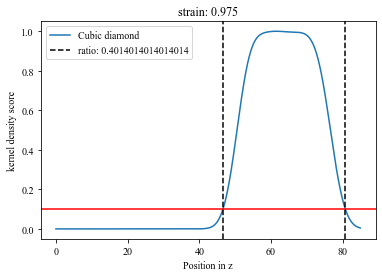 strain: 0.975
Cubic diamond
ratio: 0.4014014014014014
kernel density score
1.0
0.8
0.6
0.4
0.2
0.0
0 20 40 60 80
Position in z